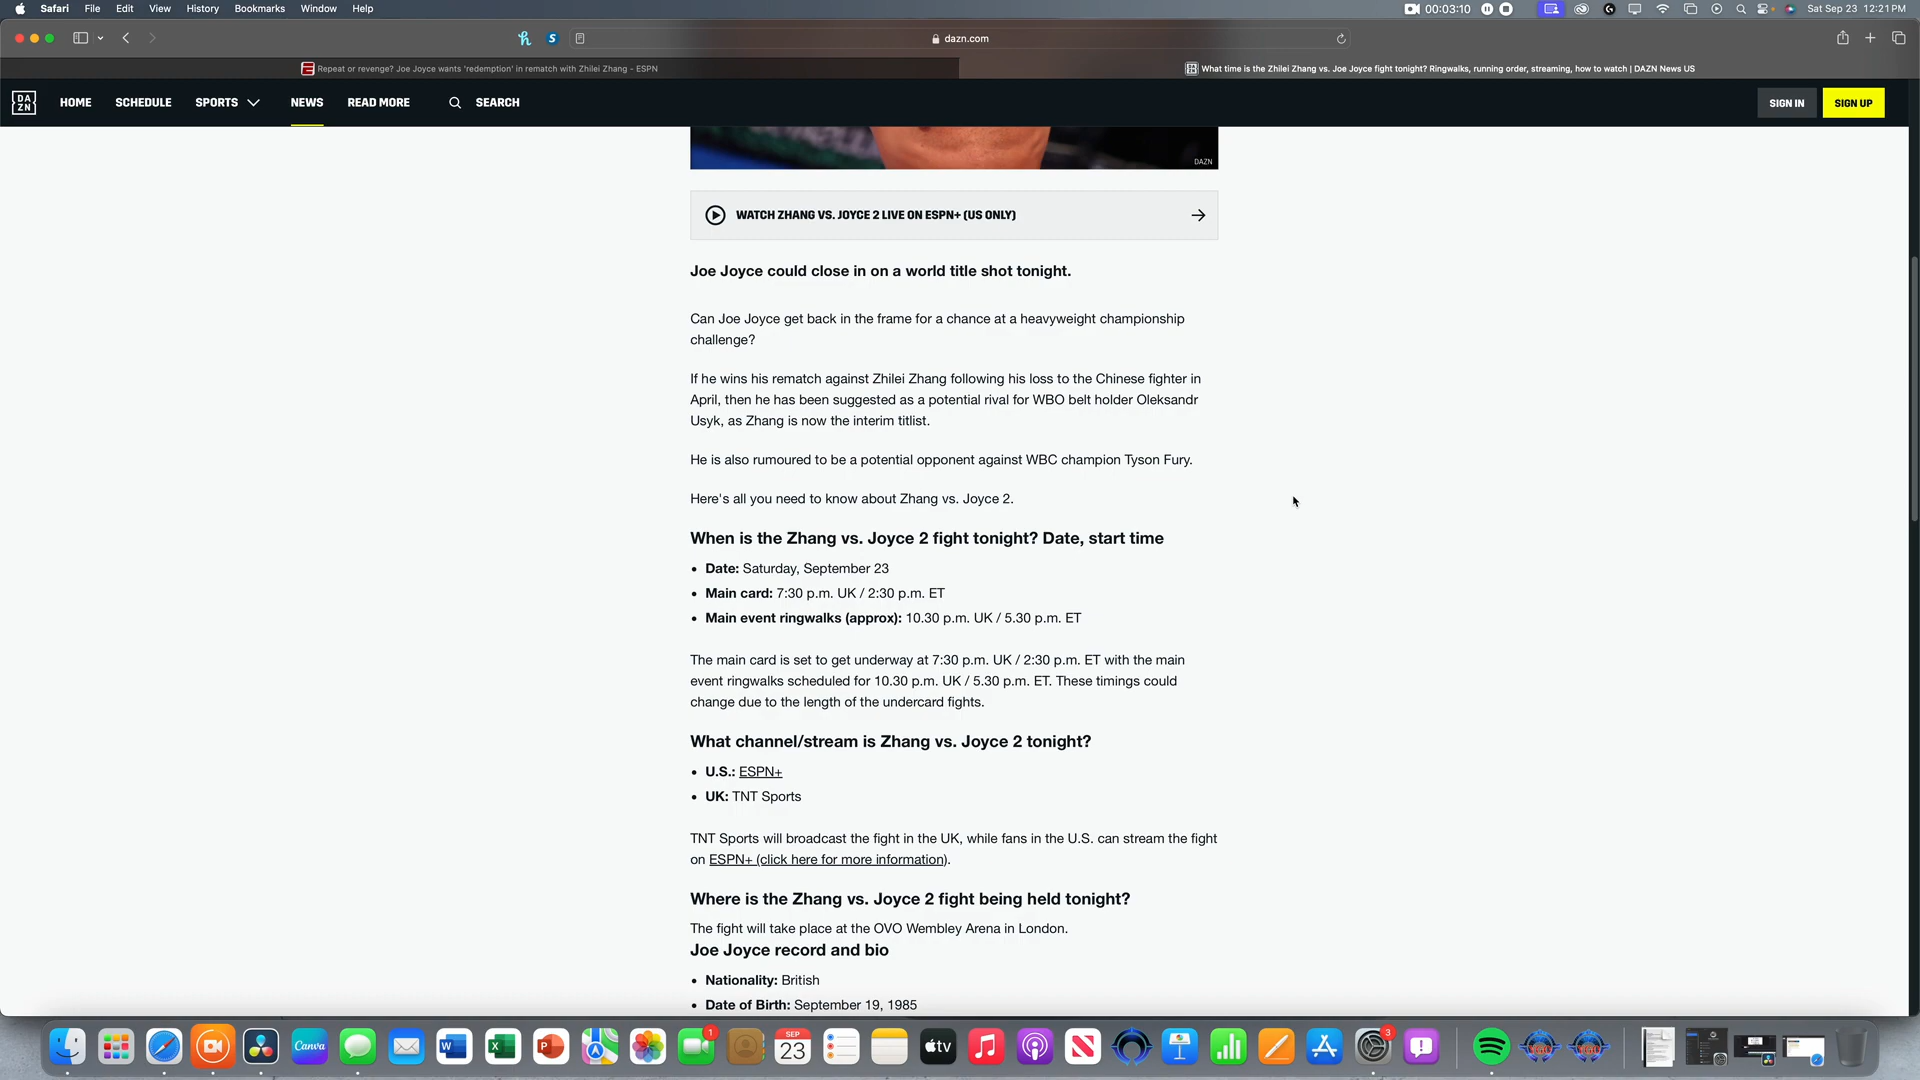 Safari File Edit View History Bookmarks Window Help 00:03:10 Sat Sep 23 12:21 PM
dazn.com
Repeat or revenge? Joe Joyce wants 'redemption' in rematch with Zhilei Zhang - ESPN
What time is the Zhilei Zhang vs. Joe Joyce fight tonight? Ringwalks, running order, streaming, how to watch | DAZN News US
DA
ZN
HOME SCHEDULE SPORTS NEWS READ MORE SEARCH SIGN IN SIGN UP
DAZN
WATCH ZHANG VS. JOYCE 2 LIVE ON ESPN+ (US ONLY)
Joe Joyce could close in on a world title shot tonight.
Can Joe Joyce get back in the frame for a chance at a heavyweight championship
challenge?
If he wins his rematch against Zhilei Zhang following his loss to the Chinese fighter in
April, then he has been suggested as a potential rival for WBO belt holder Oleksandr
Usyk, as Zhang is now the interim titlist.
He is also rumoured to be a potential opponent against WBC champion Tyson Fury.
Here's all you need to know about Zhang vs. Joyce 2.
When is the Zhang vs. Joyce 2 fight tonight? Date, start time
• Date: Saturday, September 23
• Main card: 7:30 p.m. UK / 2:30 p.m. ET
• Main event ringwalks (approx): 10.30 p.m. UK / 5.30 p.m. ET
The main card is set to get underway at 7:30 p.m. UK / 2:30 p.m. ET with the main
event ringwalks scheduled for 10.30 p.m. UK / 5.30 p.m. ET. These timings could
change due to the length of the undercard fights.
What channel/stream is Zhang vs. Joyce 2 tonight?
• U.S.: ESPN+
• UK: TNT Sports
TNT Sports will broadcast the fight in the UK, while fans in the U.S. can stream the fight
on ESPN+ (click here for more information).
Where is the Zhang vs. Joyce 2 fight being held tonight?
The fight will take place at the OVO Wembley Arena in London.
Joe Joyce record and bio
• Nationality: British
• Date of Birth: September 19, 1985
Canva 1 SEP 23 tv 3